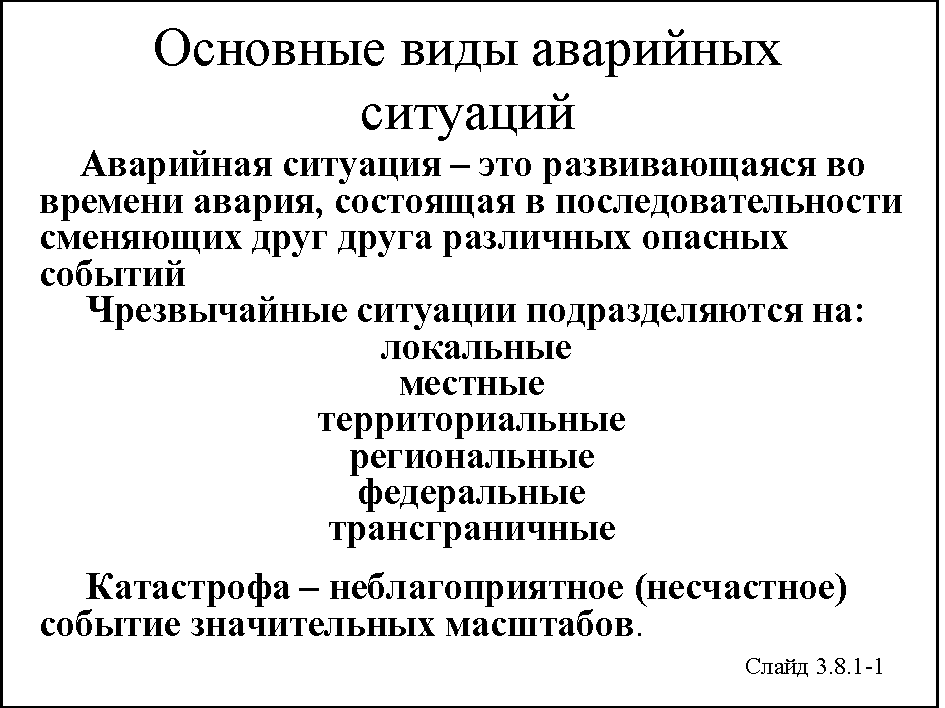 Основные виды аварийных
ситуаций
Аварийная ситуация – это развивающаяся во
времени авария, состоящая в последовательности
сменяющих друг друга различных опасных
событий
Чрезвычайные ситуации подразделяются на:
локальные
местные
территориальные
региональные
федеральные
трансграничные
Катастрофа – неблагоприятное (несчастное)
событие значительных масштабов.
Слайд 3.8.1-1